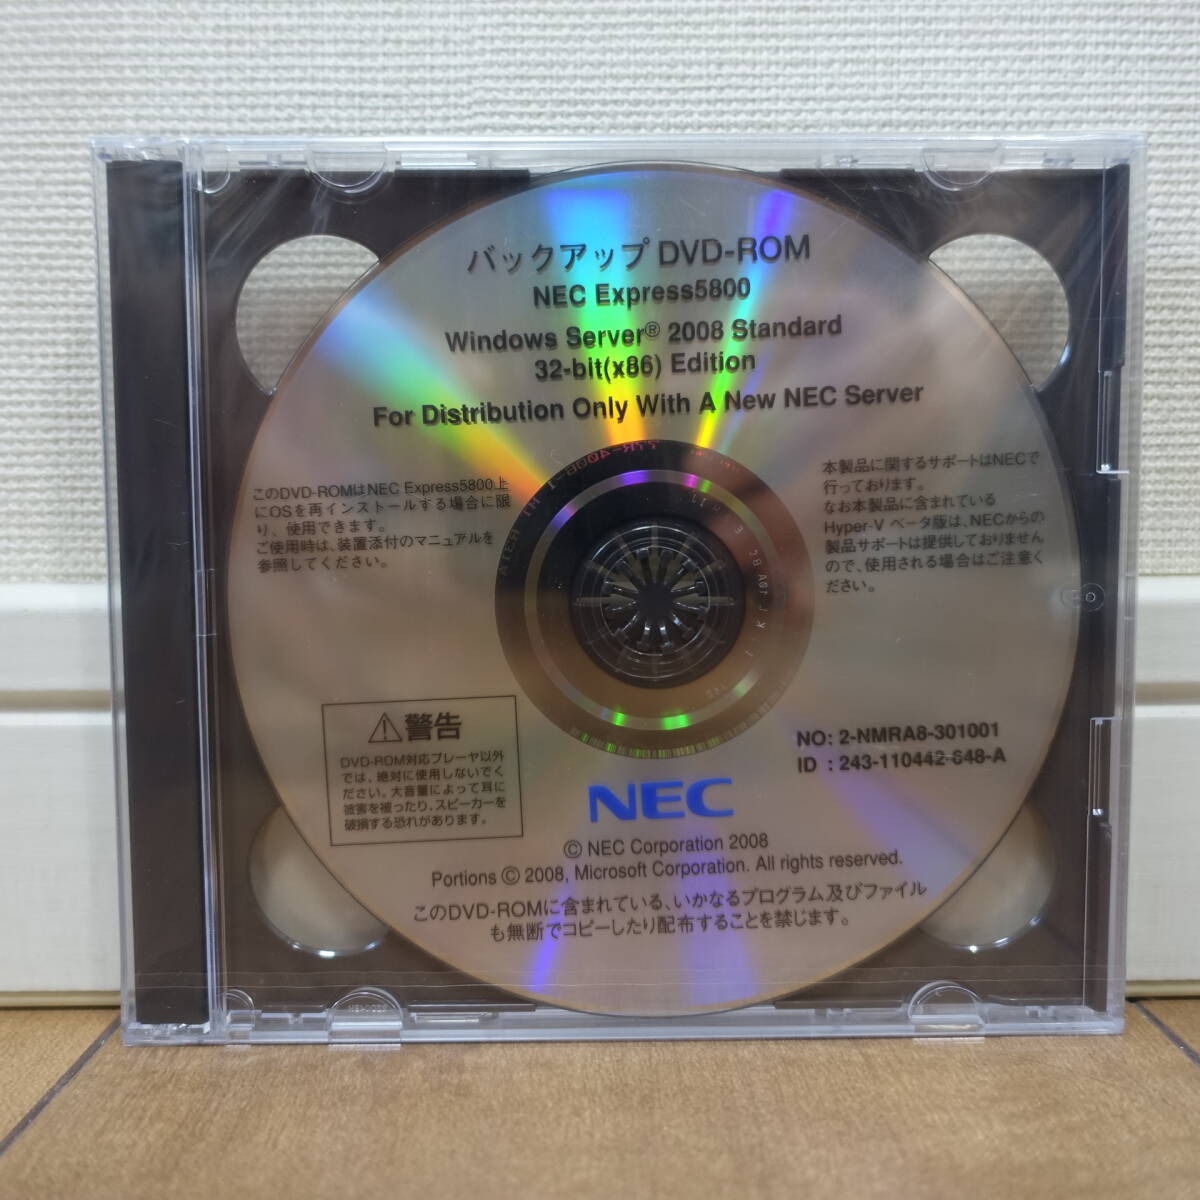 バックアップ DVD-ROM
NEC Express5800
Windows Server® 2008 Standard
32-bit(x86) Edition
For Distribution Only With A New NEC Server
このDVD-ROMはNEC Express5800上
にOSを再インストールする場合に限
り、使用できます。
ご使用時は、装置添付のマニュアルを
参照してください。
本製品に関するサポートはNECで
行っております。
なお本製品に含まれている
Hyper-V ベータ版は、NECからの
製品サポートは提供しておりません
ので、使用される場合はご注意く
ださい。
⚠警告
DVD-ROM対応プレーヤ以外
では、絶対に使用しないでく
ださい。大音量によって耳に
被害を被ったり、スピーカーを
破損する恐れがあります。
NO: 2-NMRA8-301001
ID : 243-110442-648-A
NEC
© NEC Corporation 2008
Portions © 2008, Microsoft Corporation. All rights reserved.
このDVD-ROMに含まれている、いかなるプログラム及びファイル
も無断でコピーしたり配布することを禁じます。